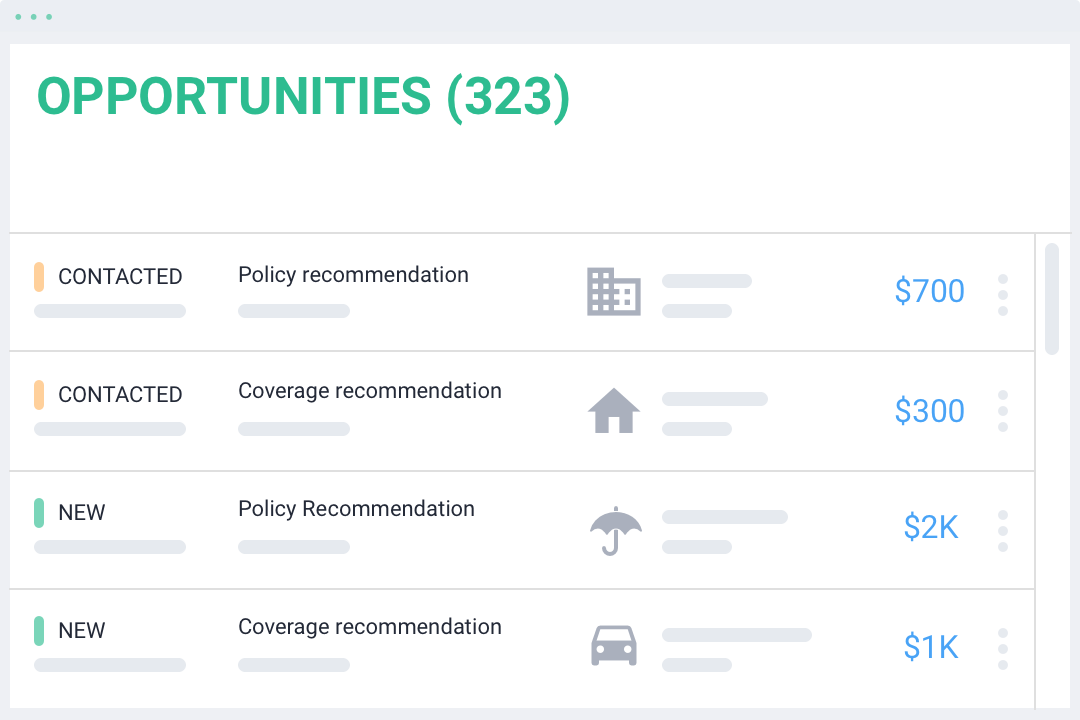 OPPORTUNITIES (323)
CONTACTED Policy recommendation $700
CONTACTED Coverage recommendation $300
NEW Policy Recommendation $2K
NEW Coverage recommendation $1K